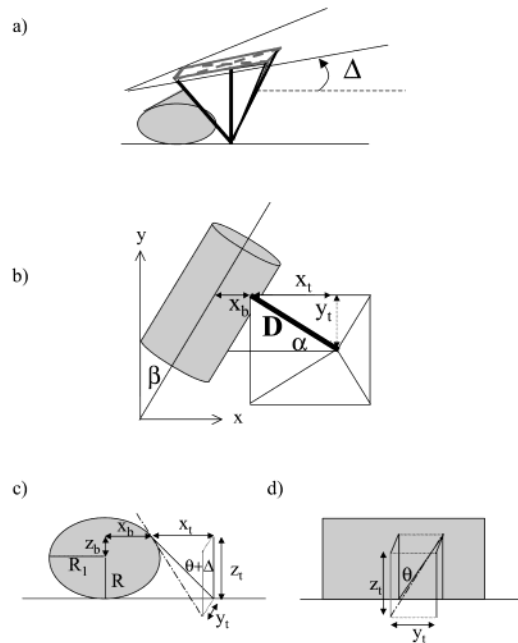 a)
Δ
b)
y
x_t
x_b
D
y_t
α
β
x
c)
d)
x_b
x_t
z_b
R_1
R
θ+Δ
z_t
y_t
θ
z_t
y_t